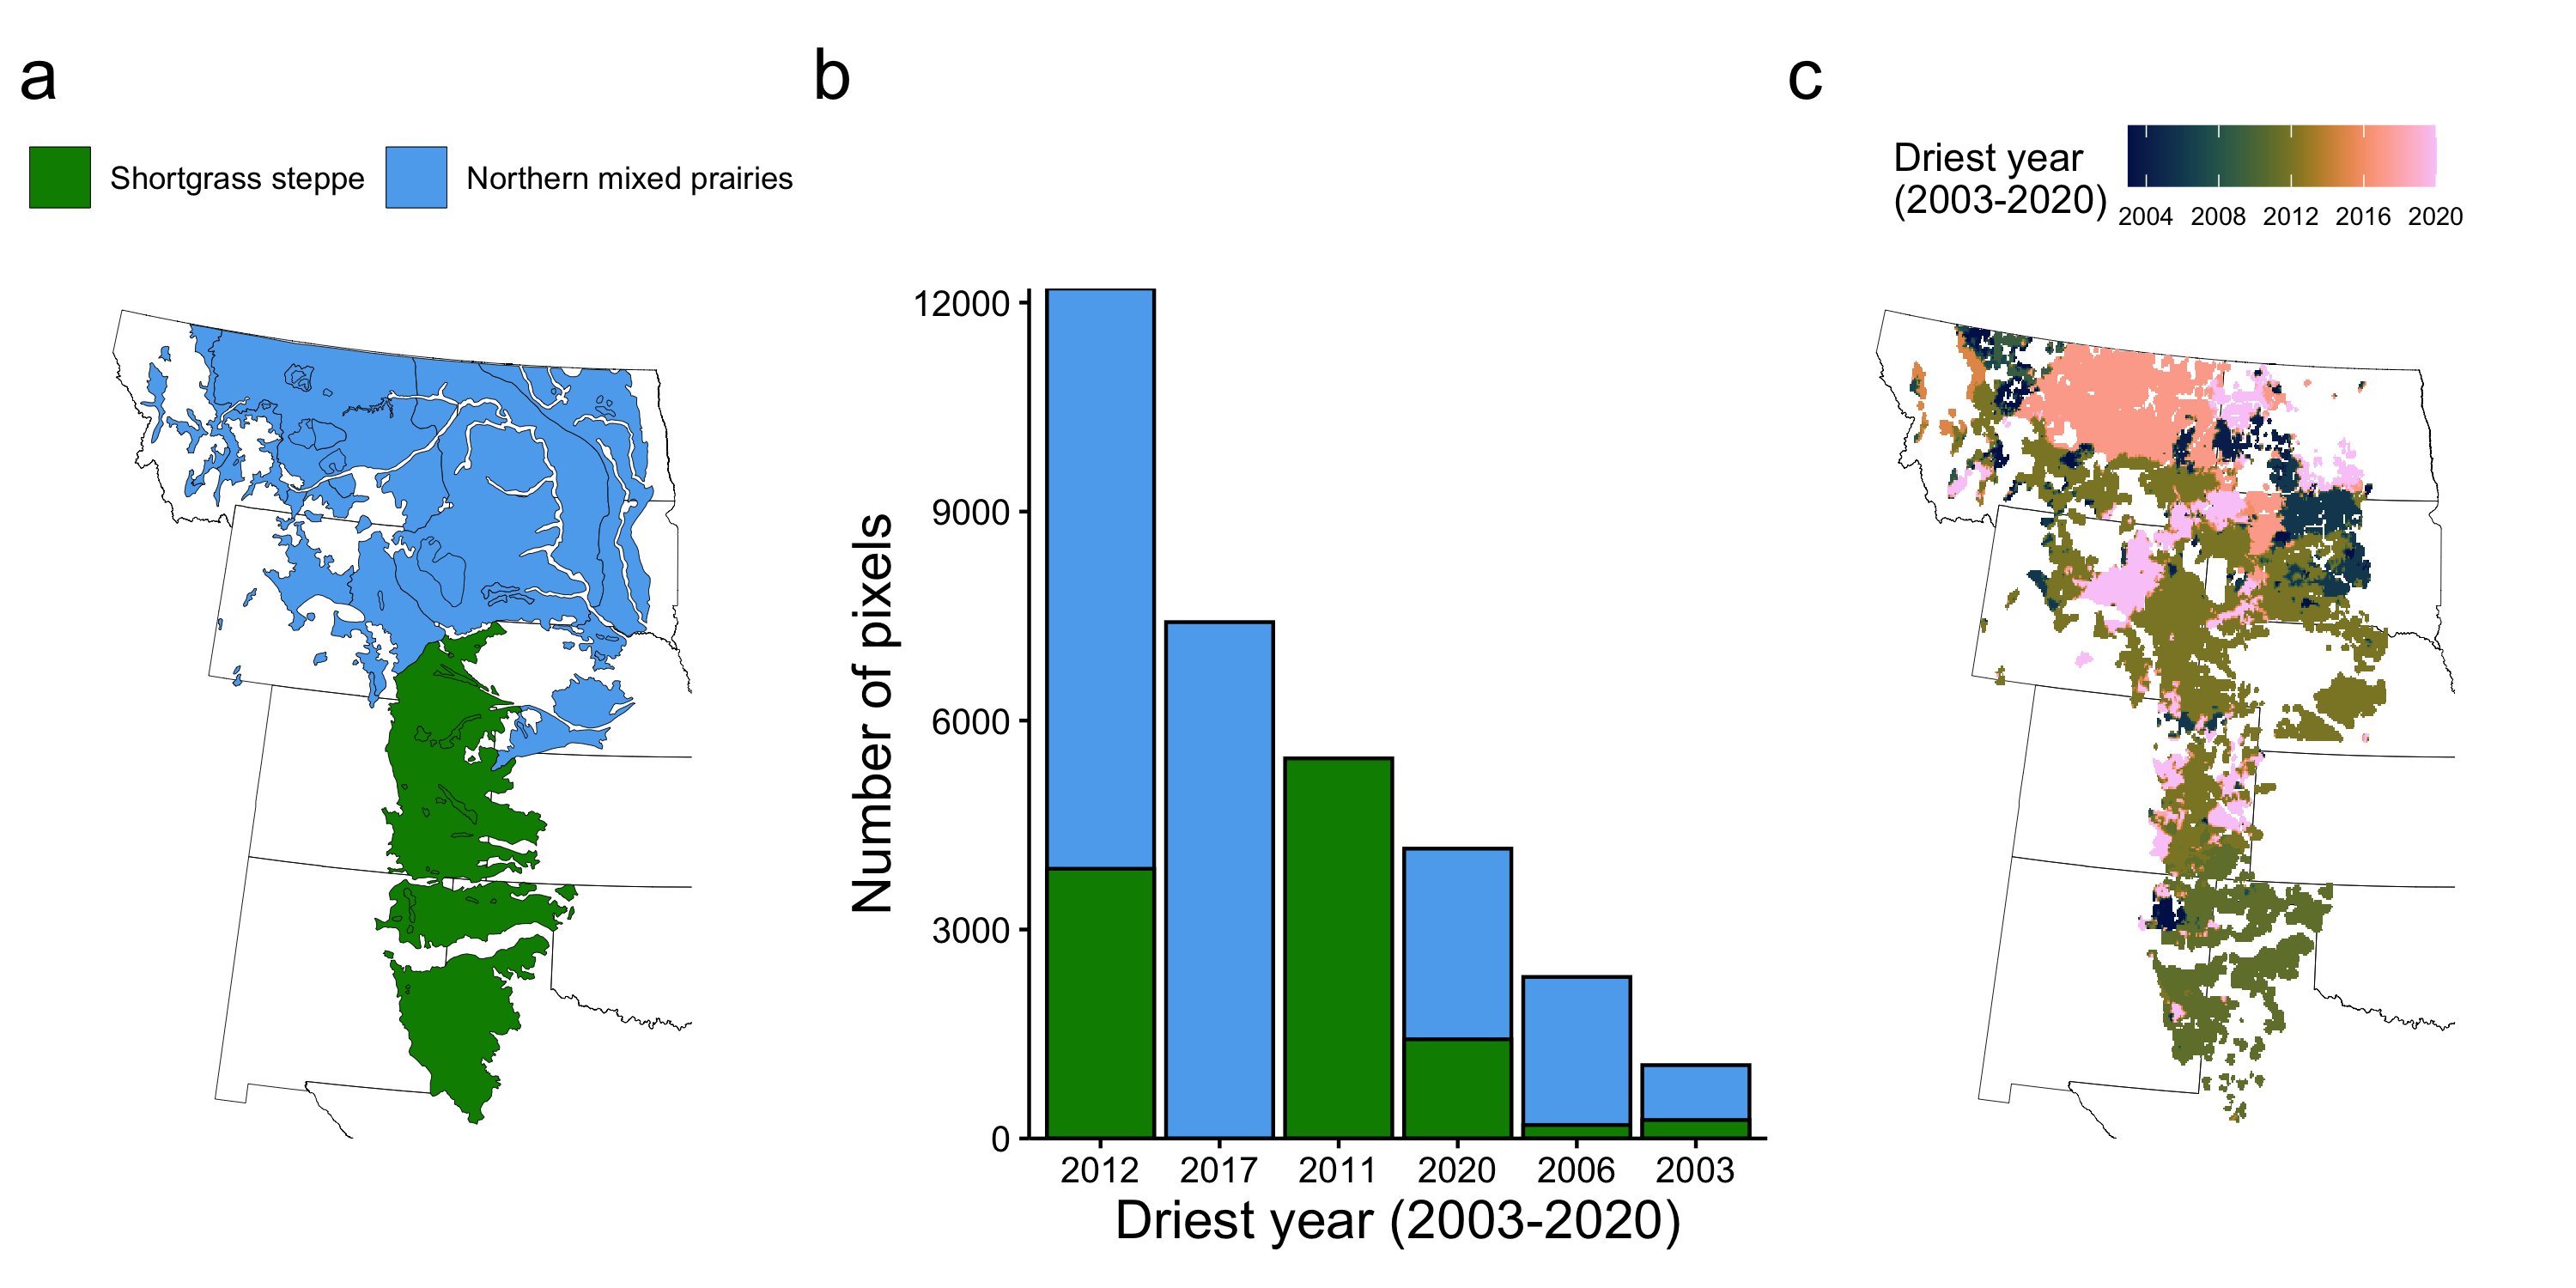 a
Shortgrass steppe
Northern mixed prairies
b
12000
9000
6000
3000
0
Number of pixels
2012 2017 2011 2020 2006 2003
Driest year (2003-2020)
c
Driest year
(2003-2020)
2004 2008 2012 2016 2020